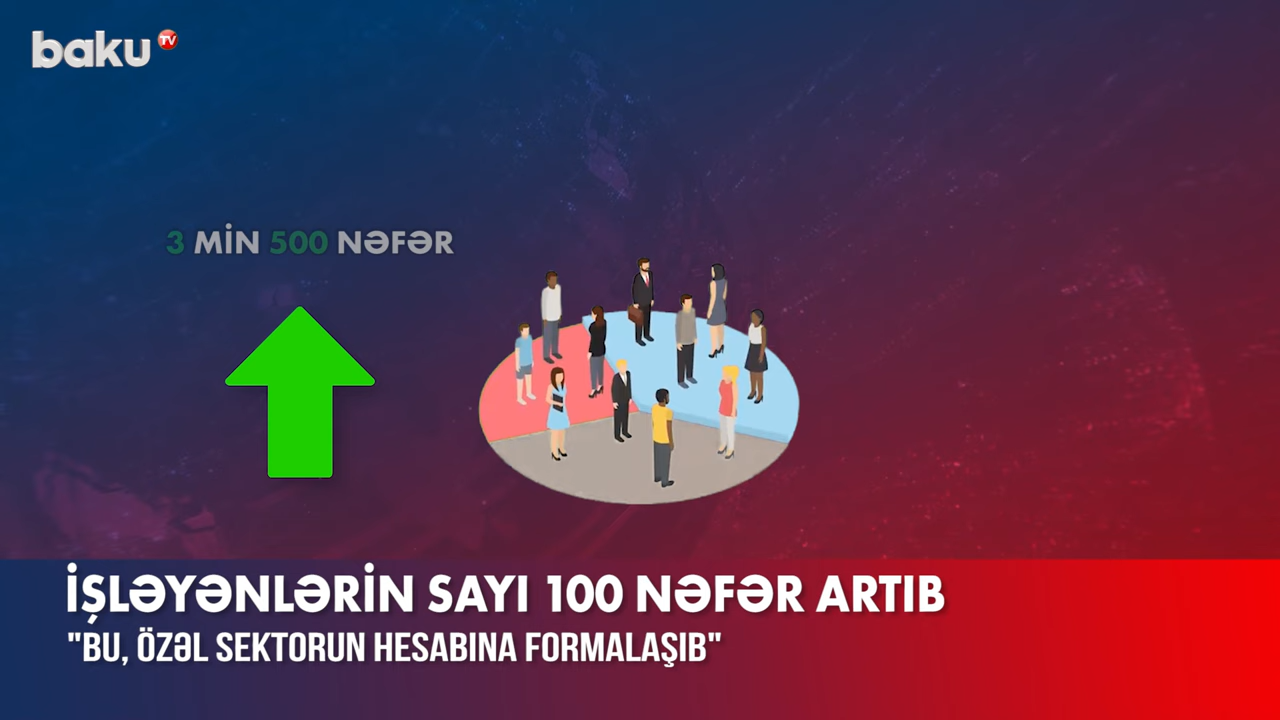 baku TV
3 MİN 500 NƏFƏR
İŞLƏYƏNLƏRİN SAYI 100 NƏFƏR ARTIB
"BU, ÖZƏL SEKTORUN HESABINA FORMALAŞIB"